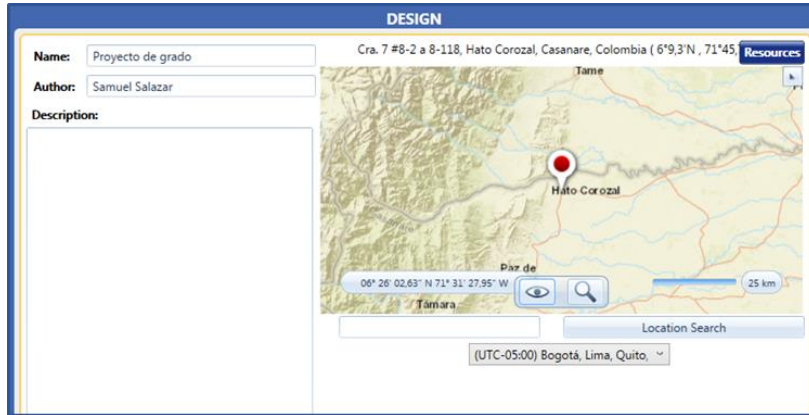 DESIGN
Name: Proyecto de grado
Author: Samuel Salazar
Description:
Cra. 7 #8-2 a 8-118, Hato Corozal, Casanare, Colombia ( 6°9,3'N , 71°45,
Resources
Tame
Hato Corozal
Paz de
06° 26' 02,63" N 71° 31' 27,95" W
25 km
Támara
Location Search
(UTC-05:00) Bogotá, Lima, Quito,